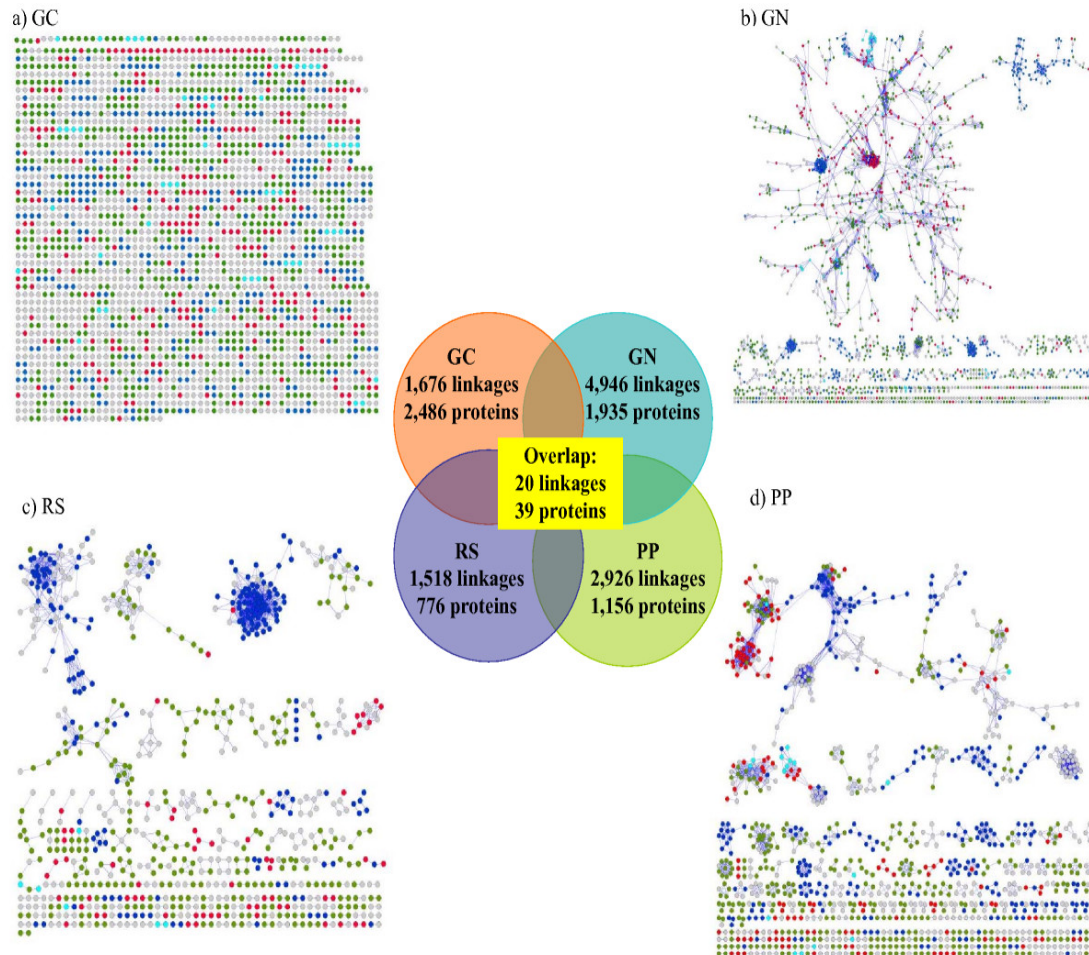 a) GC
b) GN
GC
1,676 linkages
2,486 proteins
GN
4,946 linkages
1,935 proteins
Overlap:
20 linkages
39 proteins
c) RS
d) PP
RS
1,518 linkages
776 proteins
PP
2,926 linkages
1,156 proteins